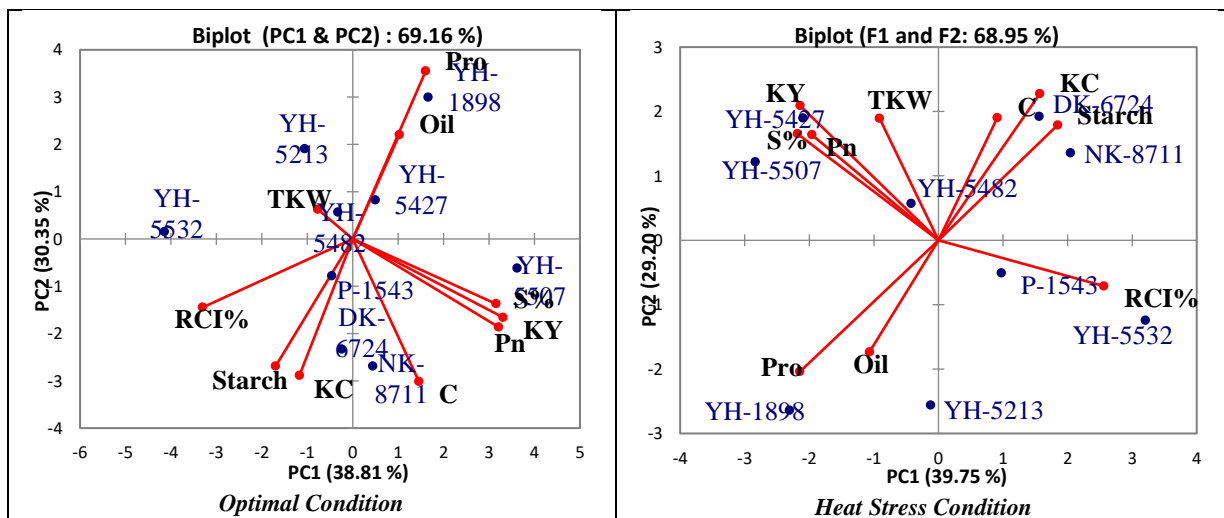 Biplot (PC1 & PC2) : 69.16 %)
4
3
2
1
0
-1
-2
-3
-4
PC2 (30.35 %)
Pro
YH-
1898
Oil
YH-
5213
YH-
5427
TKW
YH-
5532
YH-
5482
YH-
5507
P-1543
S%
RCI%
KY
DK-
6724
Pn
NK-
8711
Starch
KC
C
-6 -5 -4 -3 -2 -1 0 1 2 3 4 5
PC1 (38.81 %)
Optimal Condition
Biplot (F1 and F2: 68.95 %)
3
2
1
0
-1
-2
-3
PC2 (29.20 %)
KY
TKW
KC
YH-5427
C
DK-6724
S%
Starch
Pn
NK-8711
YH-5507
YH-5482
P-1543
RCI%
YH-5532
Pro
Oil
YH-1898
YH-5213
-4 -3 -2 -1 0 1 2 3 4
PC1 (39.75 %)
Heat Stress Condition